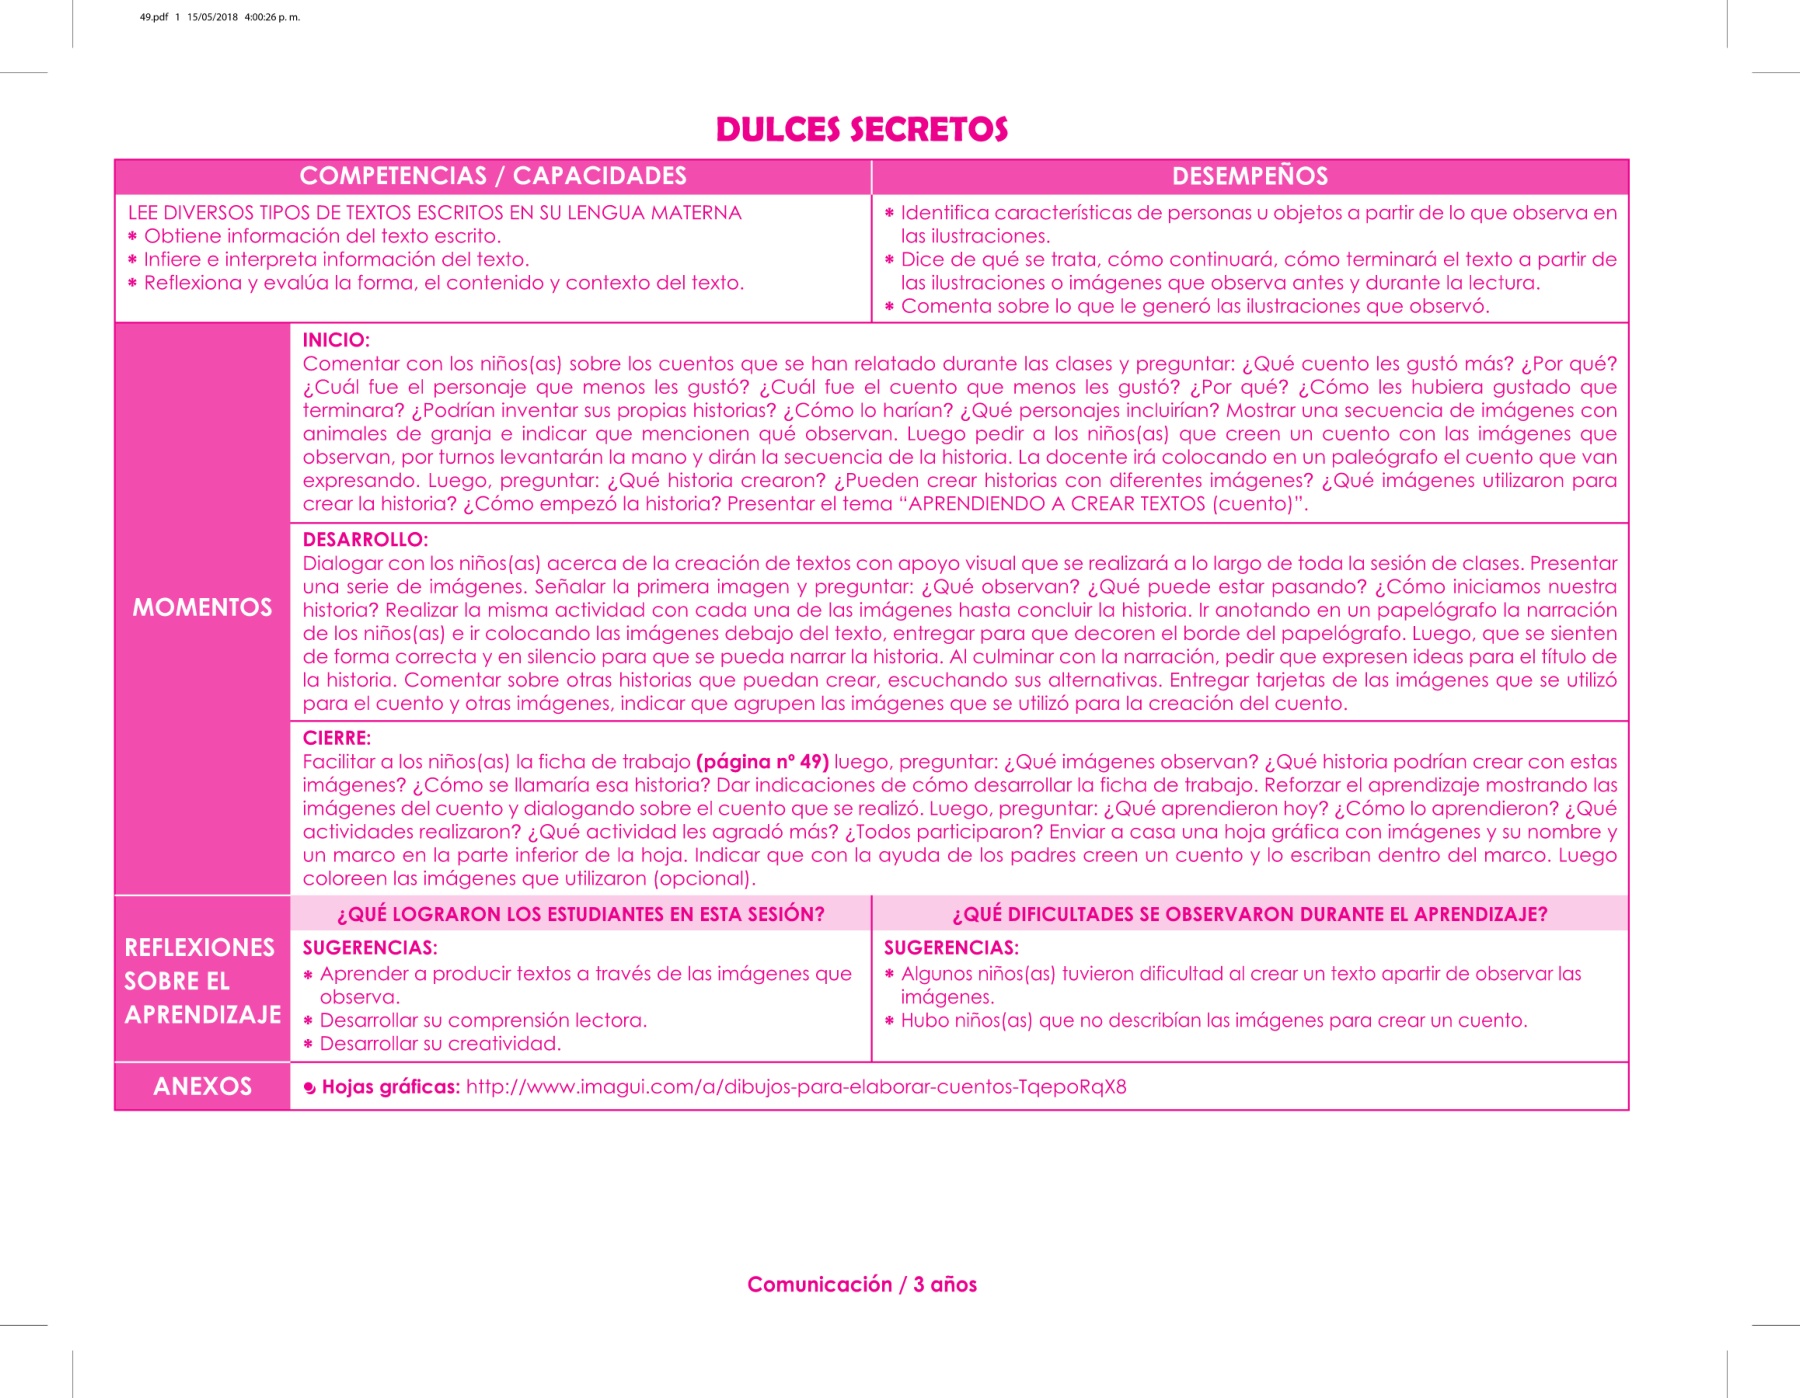 49.pdf 1 15/05/2018 4:00:26 p. m.
DULCES SECRETOS
COMPETENCIAS / CAPACIDADES
DESEMPEÑOS
LEE DIVERSOS TIPOS DE TEXTOS ESCRITOS EN SU LENGUA MATERNA
* Obtiene información del texto escrito.
* Infiere e interpreta información del texto.
* Reflexiona y evalúa la forma, el contenido y contexto del texto.
* Identifica características de personas u objetos a partir de lo que observa en
las ilustraciones.
* Dice de qué se trata, cómo continuará, cómo terminará el texto a partir de
las ilustraciones o imágenes que observa antes y durante la lectura.
* Comenta sobre lo que le generó las ilustraciones que observó.
MOMENTOS
INICIO:
Comentar con los niños(as) sobre los cuentos que se han relatado durante las clases y preguntar: ¿Qué cuento les gustó más? ¿Por qué?
¿Cuál fue el personaje que menos les gustó? ¿Cuál fue el cuento que menos les gustó? ¿Por qué? ¿Cómo les hubiera gustado que
terminara? ¿Podrían inventar sus propias historias? ¿Cómo lo harían? ¿Qué personajes incluirían? Mostrar una secuencia de imágenes con
animales de granja e indicar que mencionen qué observan. Luego pedir a los niños(as) que creen un cuento con las imágenes que
observan, por turnos levantarán la mano y dirán la secuencia de la historia. La docente irá colocando en un paleógrafo el cuento que van
expresando. Luego, preguntar: ¿Qué historia crearon? ¿Pueden crear historias con diferentes imágenes? ¿Qué imágenes utilizaron para
crear la historia? ¿Cómo empezó la historia? Presentar el tema “APRENDIENDO A CREAR TEXTOS (cuento)”.
DESARROLLO:
Dialogar con los niños(as) acerca de la creación de textos con apoyo visual que se realizará a lo largo de toda la sesión de clases. Presentar
una serie de imágenes. Señalar la primera imagen y preguntar: ¿Qué observan? ¿Qué puede estar pasando? ¿Cómo iniciamos nuestra
historia? Realizar la misma actividad con cada una de las imágenes hasta concluir la historia. Ir anotando en un papelógrafo la narración
de los niños(as) e ir colocando las imágenes debajo del texto, entregar para que decoren el borde del papelógrafo. Luego, que se sienten
de forma correcta y en silencio para que se pueda narrar la historia. Al culminar con la narración, pedir que expresen ideas para el título de
la historia. Comentar sobre otras historias que puedan crear, escuchando sus alternativas. Entregar tarjetas de las imágenes que se utilizó
para el cuento y otras imágenes, indicar que agrupen las imágenes que se utilizó para la creación del cuento.
CIERRE:
Facilitar a los niños(as) la ficha de trabajo (página nº 49) luego, preguntar: ¿Qué imágenes observan? ¿Qué historia podrían crear con estas
imágenes? ¿Cómo se llamaría esa historia? Dar indicaciones de cómo desarrollar la ficha de trabajo. Reforzar el aprendizaje mostrando las
imágenes del cuento y dialogando sobre el cuento que se realizó. Luego, preguntar: ¿Qué aprendieron hoy? ¿Cómo lo aprendieron? ¿Qué
actividades realizaron? ¿Qué actividad les agradó más? ¿Todos participaron? Enviar a casa una hoja gráfica con imágenes y su nombre y
un marco en la parte inferior de la hoja. Indicar que con la ayuda de los padres creen un cuento y lo escriban dentro del marco. Luego
coloreen las imágenes que utilizaron (opcional).
REFLEXIONES
SOBRE EL
APRENDIZAJE
¿QUÉ LOGRARON LOS ESTUDIANTES EN ESTA SESIÓN?
SUGERENCIAS:
* Aprender a producir textos a través de las imágenes que
observa.
* Desarrollar su comprensión lectora.
* Desarrollar su creatividad.
¿QUÉ DIFICULTADES SE OBSERVARON DURANTE EL APRENDIZAJE?
SUGERENCIAS:
* Algunos niños(as) tuvieron dificultad al crear un texto apartir de observar las
imágenes.
* Hubo niños(as) que no describían las imágenes para crear un cuento.
ANEXOS
Hojas gráficas: http://www.imagui.com/a/dibujos-para-elaborar-cuentos-TqepoRqX8
Comunicación / 3 años